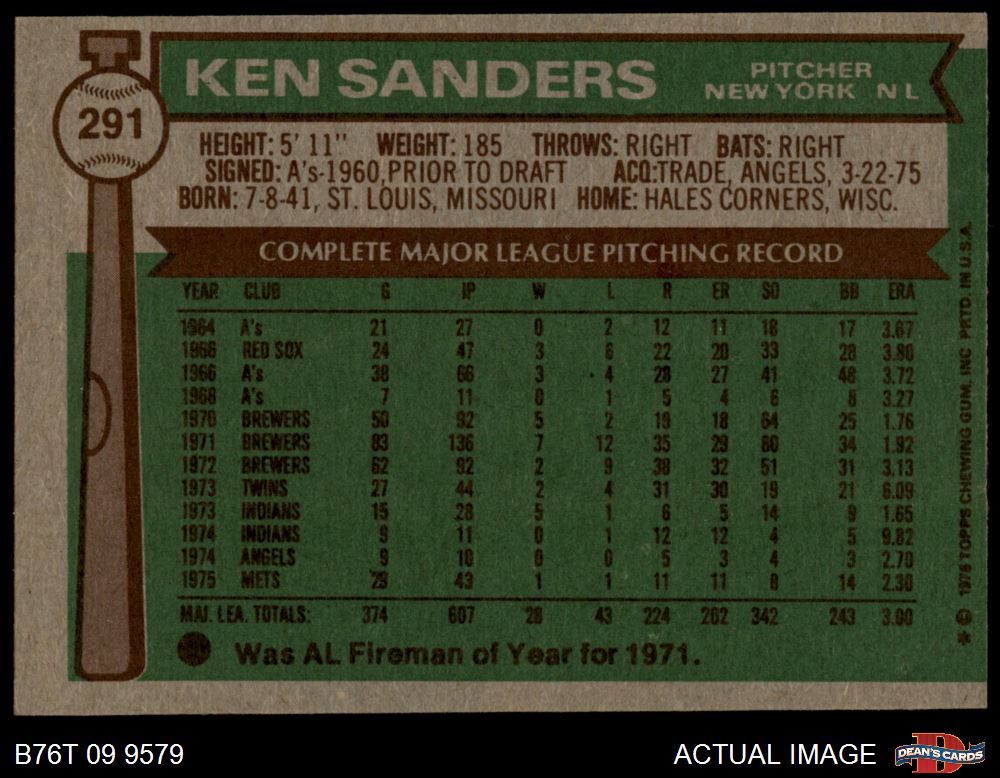 291
KEN SANDERS
PITCHER
NEW YORK N L
HEIGHT: 5' 11" WEIGHT: 185 THROWS: RIGHT BATS: RIGHT
SIGNED: A's-1960, PRIOR TO DRAFT ACQ: TRADE, ANGELS, 3-22-75
BORN: 7-8-41, ST. LOUIS, MISSOURI HOME: HALES CORNERS, WISC.
COMPLETE MAJOR LEAGUE PITCHING RECORD
YEAR CLUB G IP W L R ER SO BB ERA
1964 A's 21 27 0 2 12 11 18 17 3.67
1966 RED SOX 24 47 3 6 22 20 33 28 3.80
1966 A's 38 66 3 4 28 27 41 48 3.72
1968 A's 7 11 0 1 5 4 6 8 3.27
1970 BREWERS 50 92 5 2 19 18 64 25 1.76
1971 BREWERS 83 136 7 12 35 29 80 34 1.92
1972 BREWERS 62 92 2 9 38 32 51 31 3.13
1973 TWINS 27 44 2 4 31 30 19 21 6.09
1973 INDIANS 15 28 5 1 6 5 14 9 1.65
1974 INDIANS 9 11 0 1 12 12 4 5 9.82
1974 ANGELS 9 10 0 0 5 3 4 3 2.70
1975 METS 29 43 1 1 11 11 8 14 2.30
MAJ. LEA. TOTALS: 374 607 28 43 224 202 342 243 3.00
Was AL Fireman of Year for 1971.
* © 1976 TOPPS CHEWING GUM, INC PRTD. IN U.S.A.
B76T 09 9579
ACTUAL IMAGE
D
DEAN'S CARDS